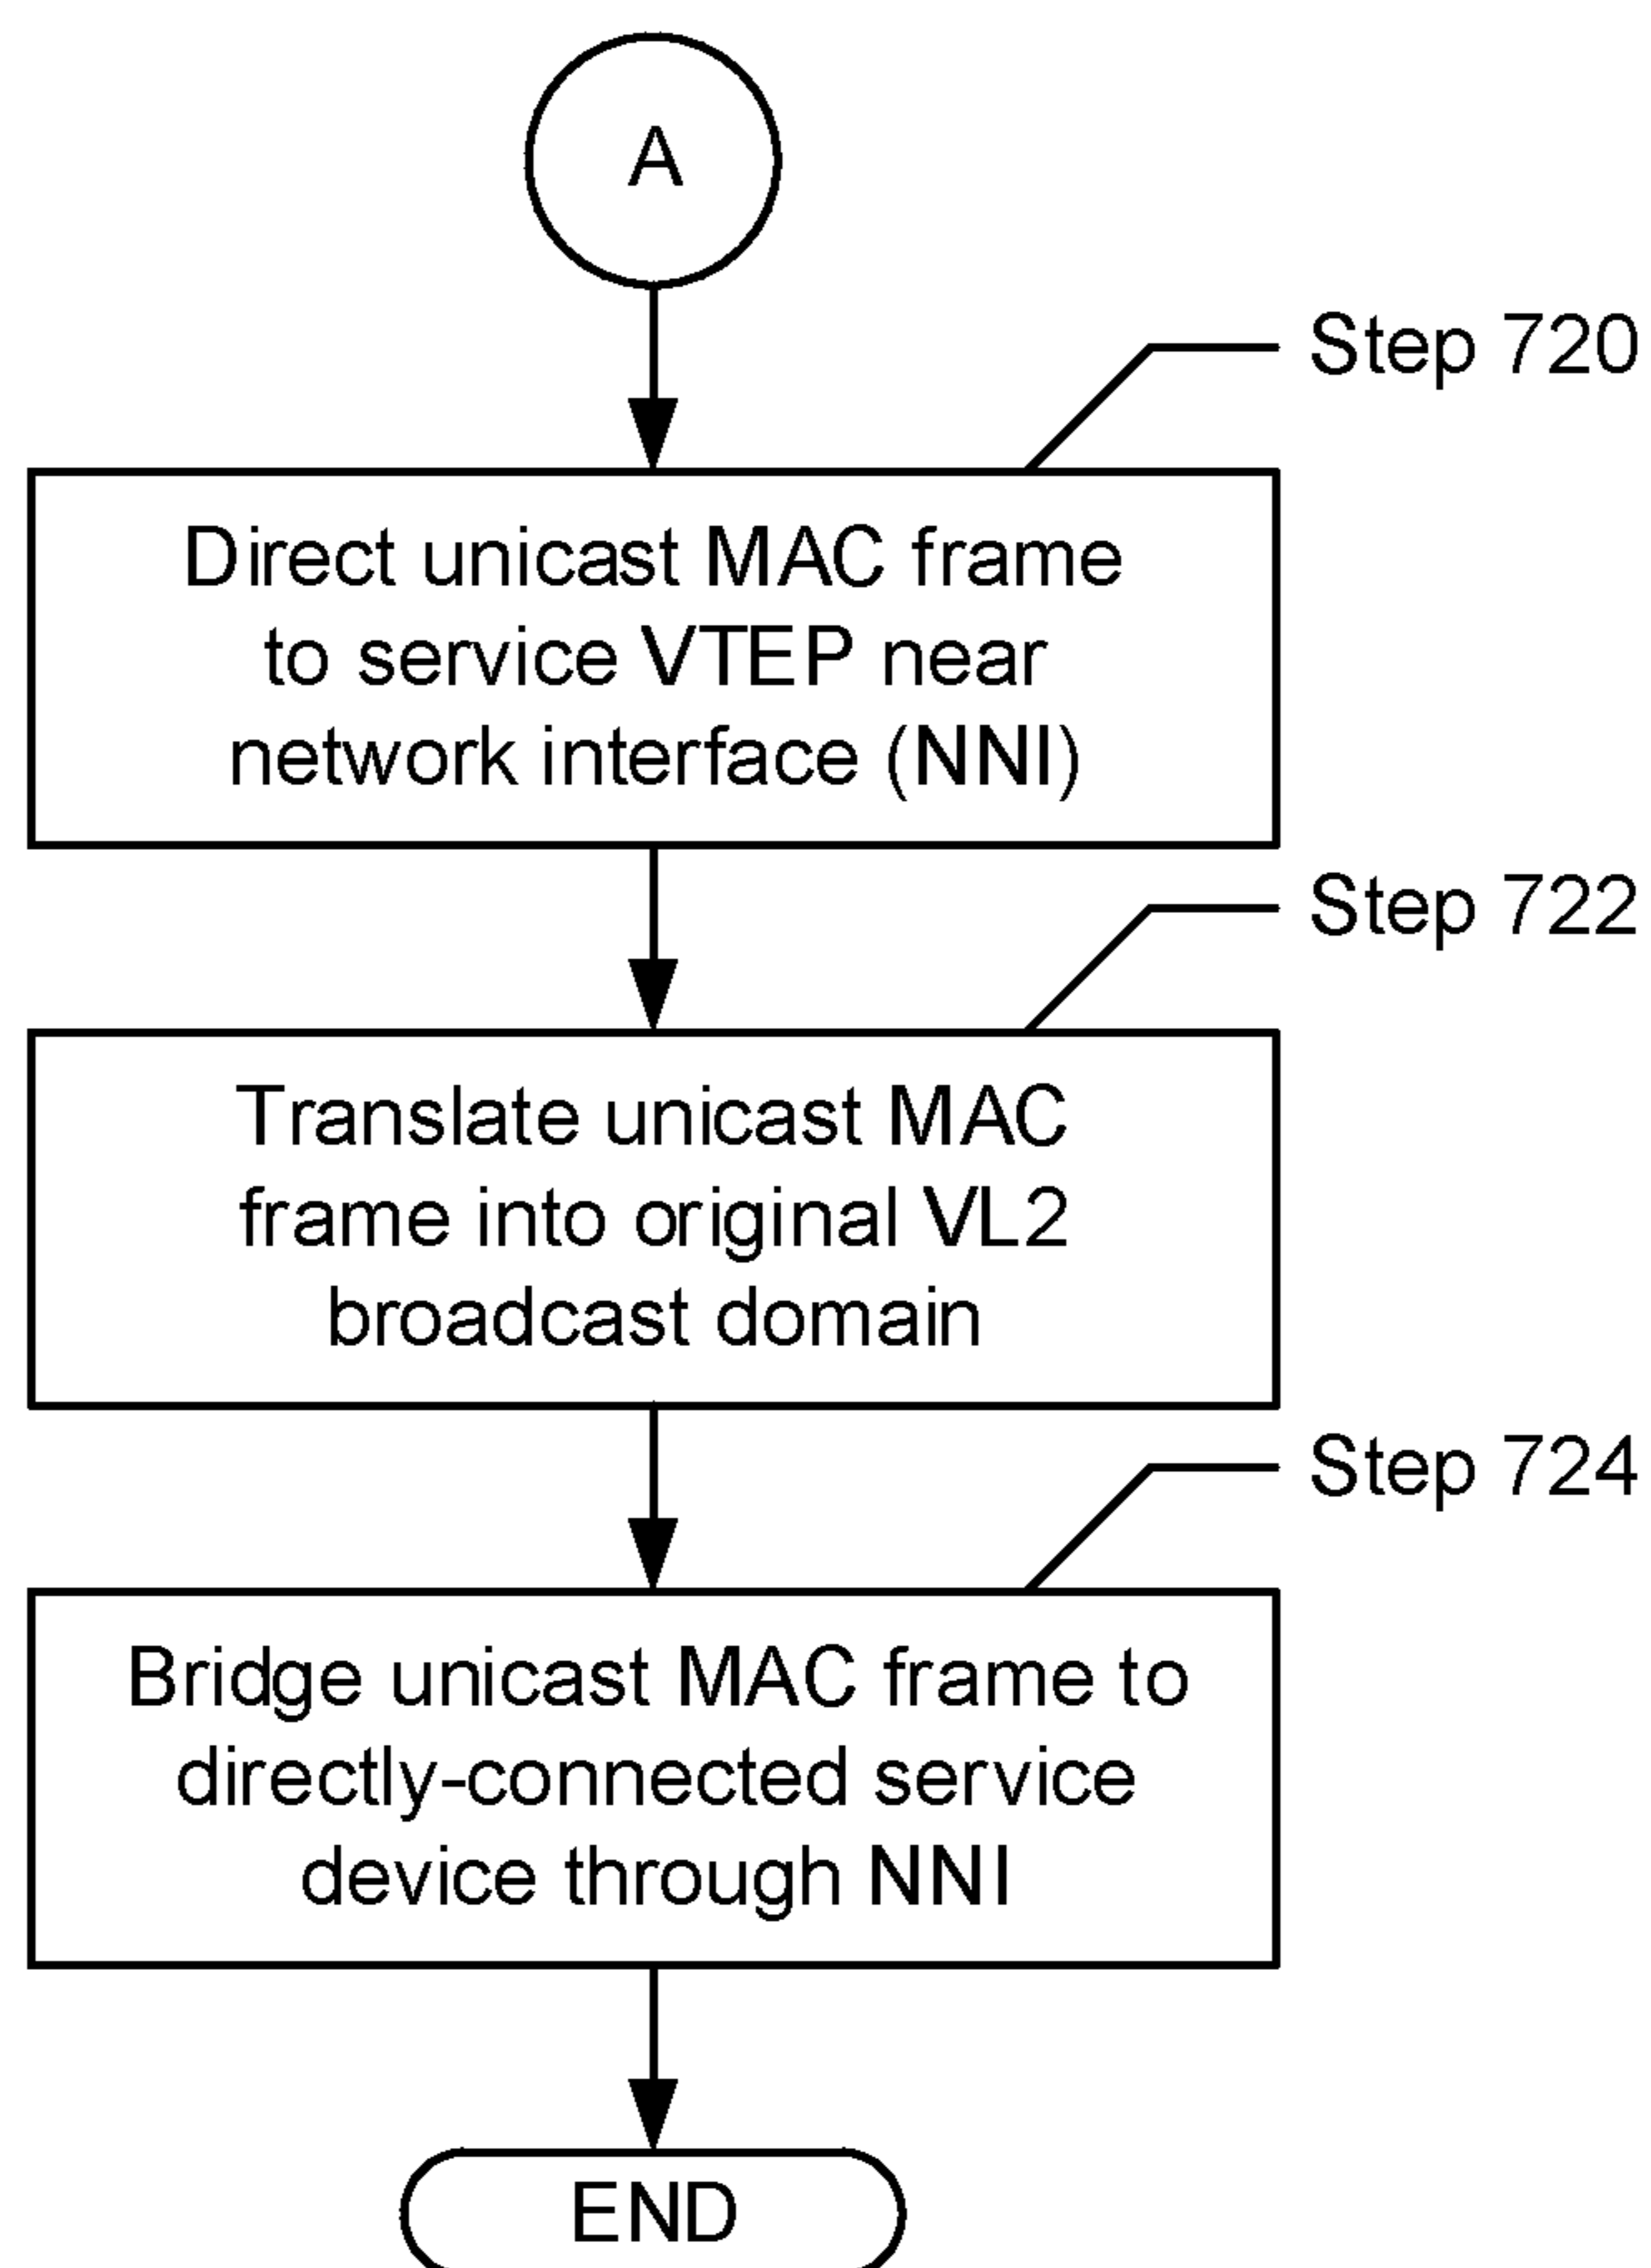 A
Step 720
Direct unicast MAC frame
to service VTEP near
network interface (NNI)
Step 722
Translate unicast MAC
frame into original VL2
broadcast domain
Step 724
Bridge unicast MAC frame to
directly-connected service
device through NNI
END